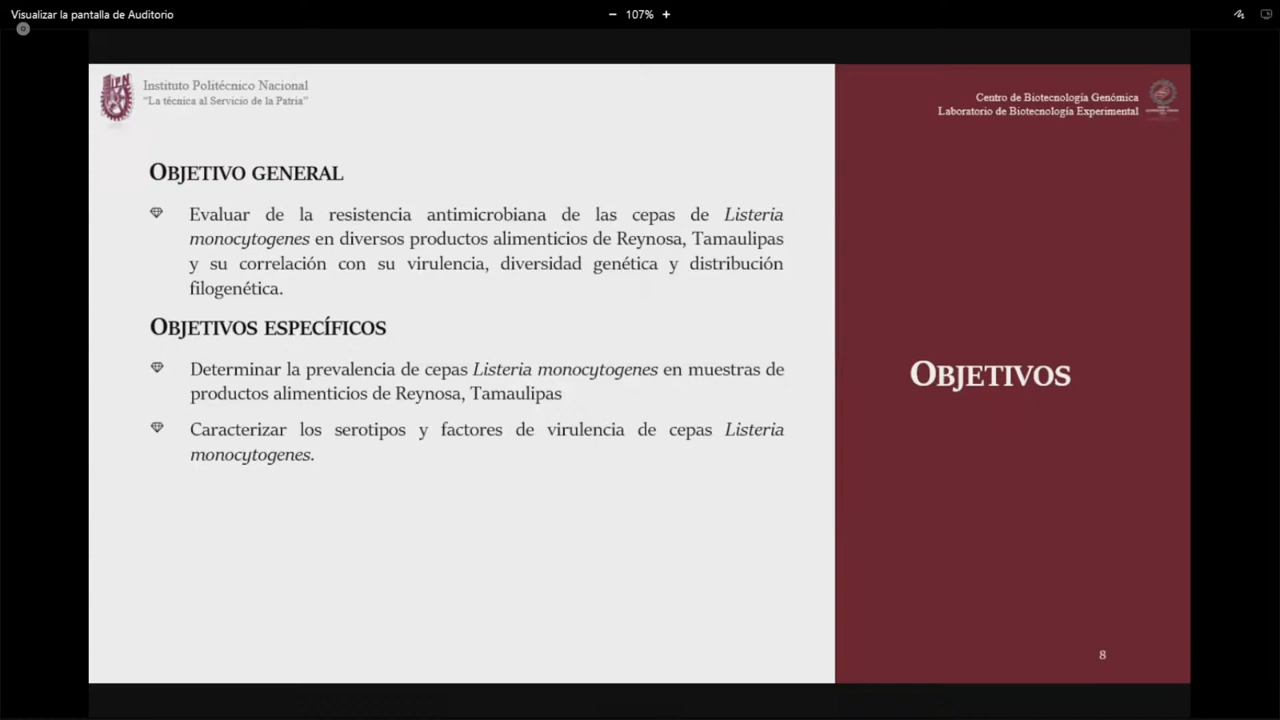 Visualizar la pantalla de Auditorio
− 107% +
Instituto Politécnico Nacional
"La técnica al Servicio de la Patria"
Centro de Biotecnología Genómica
Laboratorio de Biotecnología Experimental
OBJETIVO GENERAL
Evaluar de la resistencia antimicrobiana de las cepas de Listeria
monocytogenes en diversos productos alimenticios de Reynosa, Tamaulipas
y su correlación con su virulencia, diversidad genética y distribución
filogenética.
OBJETIVOS ESPECÍFICOS
Determinar la prevalencia de cepas Listeria monocytogenes en muestras de
productos alimenticios de Reynosa, Tamaulipas
Caracterizar los serotipos y factores de virulencia de cepas Listeria
monocytogenes.
OBJETIVOS
8